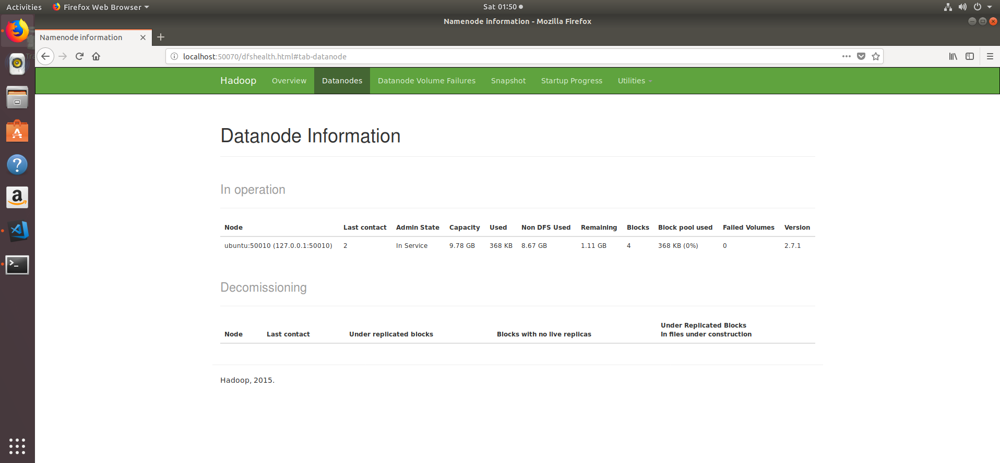 Activities Firefox Web Browser Sat 01:50
Namenode information - Mozilla Firefox
Namenode information
localhost:50070/dfshealth.html#tab-datanode
Hadoop Overview Datanodes Datanode Volume Failures Snapshot Startup Progress Utilities
Datanode Information
In operation
Node Last contact Admin State Capacity Used Non DFS Used Remaining Blocks Block pool used Failed Volumes Version
ubuntu:50010 (127.0.0.1:50010) 2 In Service 9.78 GB 368 KB 8.67 GB 1.11 GB 4 368 KB (0%) 0 2.7.1
Decomissioning
Node Last contact Under replicated blocks Blocks with no live replicas Under Replicated Blocks
In files under construction
Hadoop, 2015.